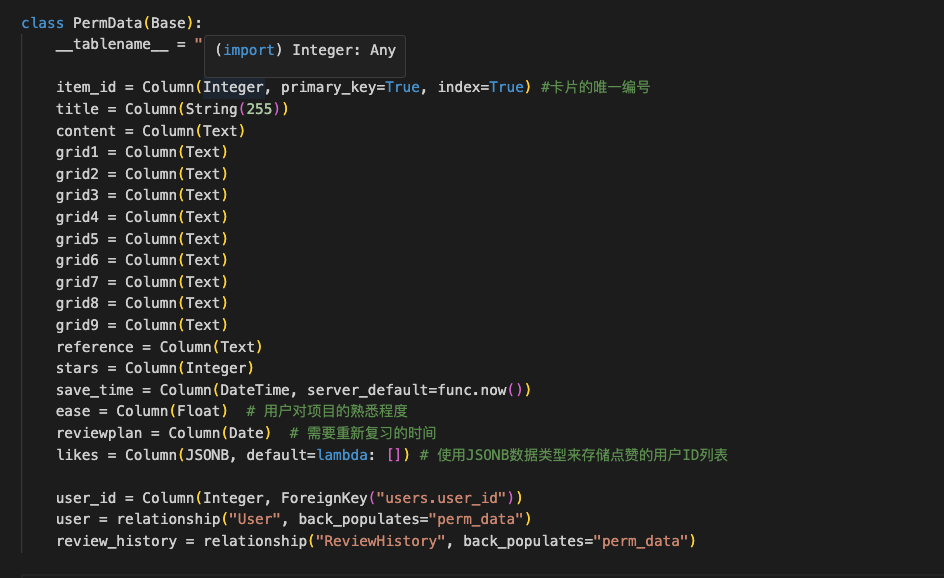 class PermData(Base):
    __tablename__ = "
(import) Integer: Any
    item_id = Column(Integer, primary_key=True, index=True) #卡片的唯一编号
    title = Column(String(255))
    content = Column(Text)
    grid1 = Column(Text)
    grid2 = Column(Text)
    grid3 = Column(Text)
    grid4 = Column(Text)
    grid5 = Column(Text)
    grid6 = Column(Text)
    grid7 = Column(Text)
    grid8 = Column(Text)
    grid9 = Column(Text)
    reference = Column(Text)
    stars = Column(Integer)
    save_time = Column(DateTime, server_default=func.now())
    ease = Column(Float)  # 用户对项目的熟悉程度
    reviewplan = Column(Date)  # 需要重新复习的时间
    likes = Column(JSONB, default=lambda: []) # 使用JSONB数据类型来存储点赞的用户ID列表
    user_id = Column(Integer, ForeignKey("users.user_id"))
    user = relationship("User", back_populates="perm_data")
    review_history = relationship("ReviewHistory", back_populates="perm_data")